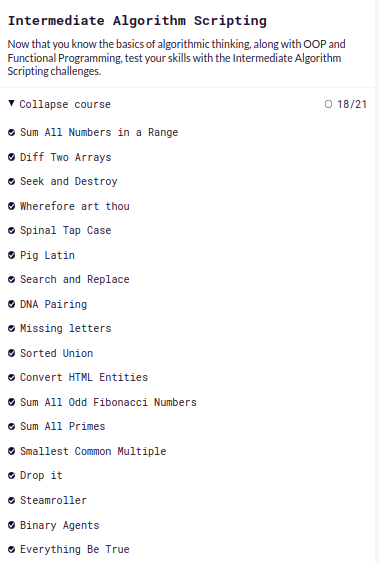 Intermediate Algorithm Scripting
Now that you know the basics of algorithmic thinking, along with OOP and
Functional Programming, test your skills with the Intermediate Algorithm
Scripting challenges.
Collapse course 18/21
Sum All Numbers in a Range
Diff Two Arrays
Seek and Destroy
Wherefore art thou
Spinal Tap Case
Pig Latin
Search and Replace
DNA Pairing
Missing letters
Sorted Union
Convert HTML Entities
Sum All Odd Fibonacci Numbers
Sum All Primes
Smallest Common Multiple
Drop it
Steamroller
Binary Agents
Everything Be True